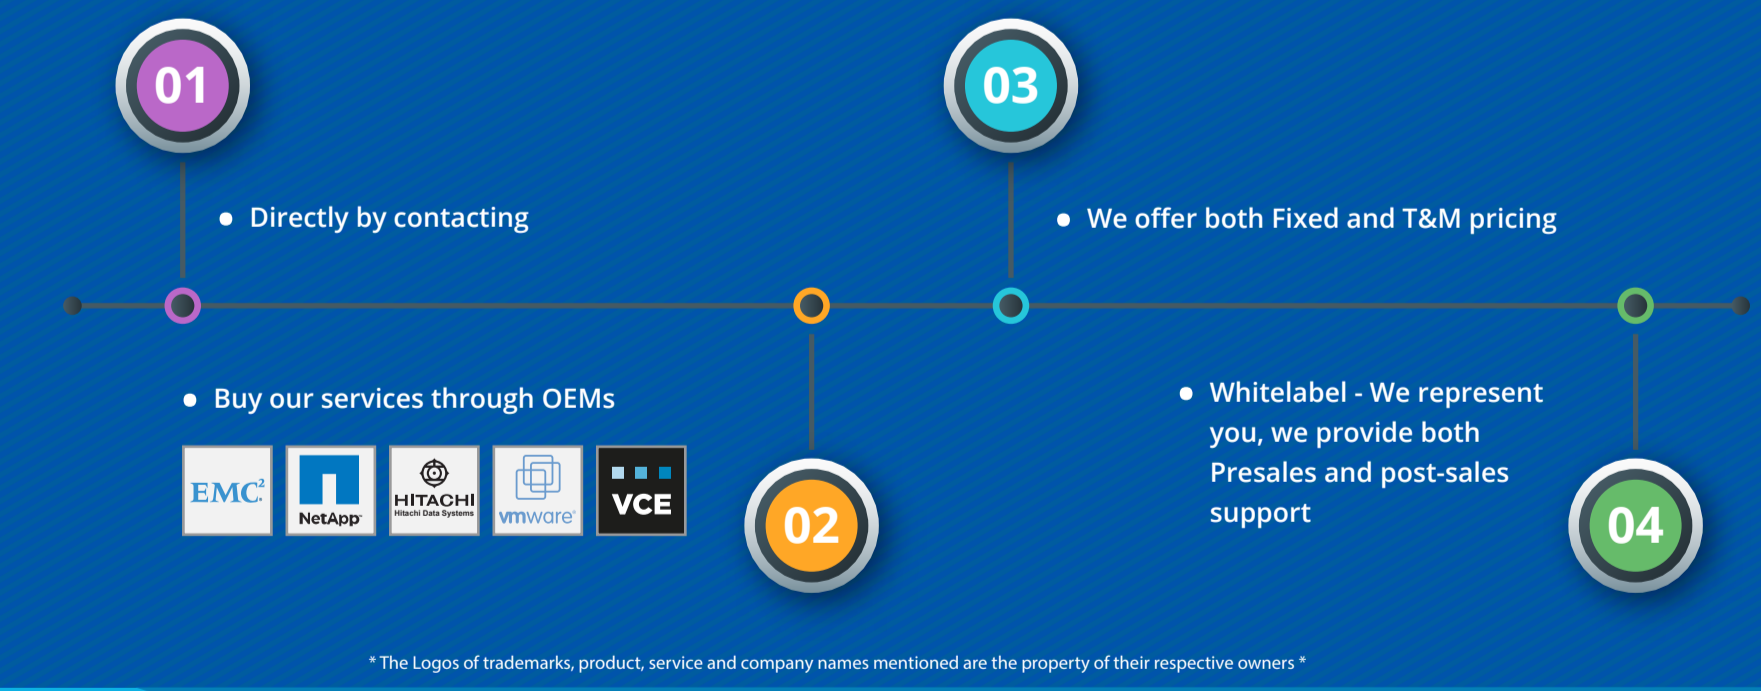 01
• Directly by contacting
• Buy our services through OEMs
EMC²
NetApp™
HITACHI
Hitachi Data Systems
vmware®
VCE
02
03
• We offer both Fixed and T&M pricing
• Whitelabel - We represent
you, we provide both
Presales and post-sales
support
04
* The Logos of trademarks, product, service and company names mentioned are the property of their respective owners *